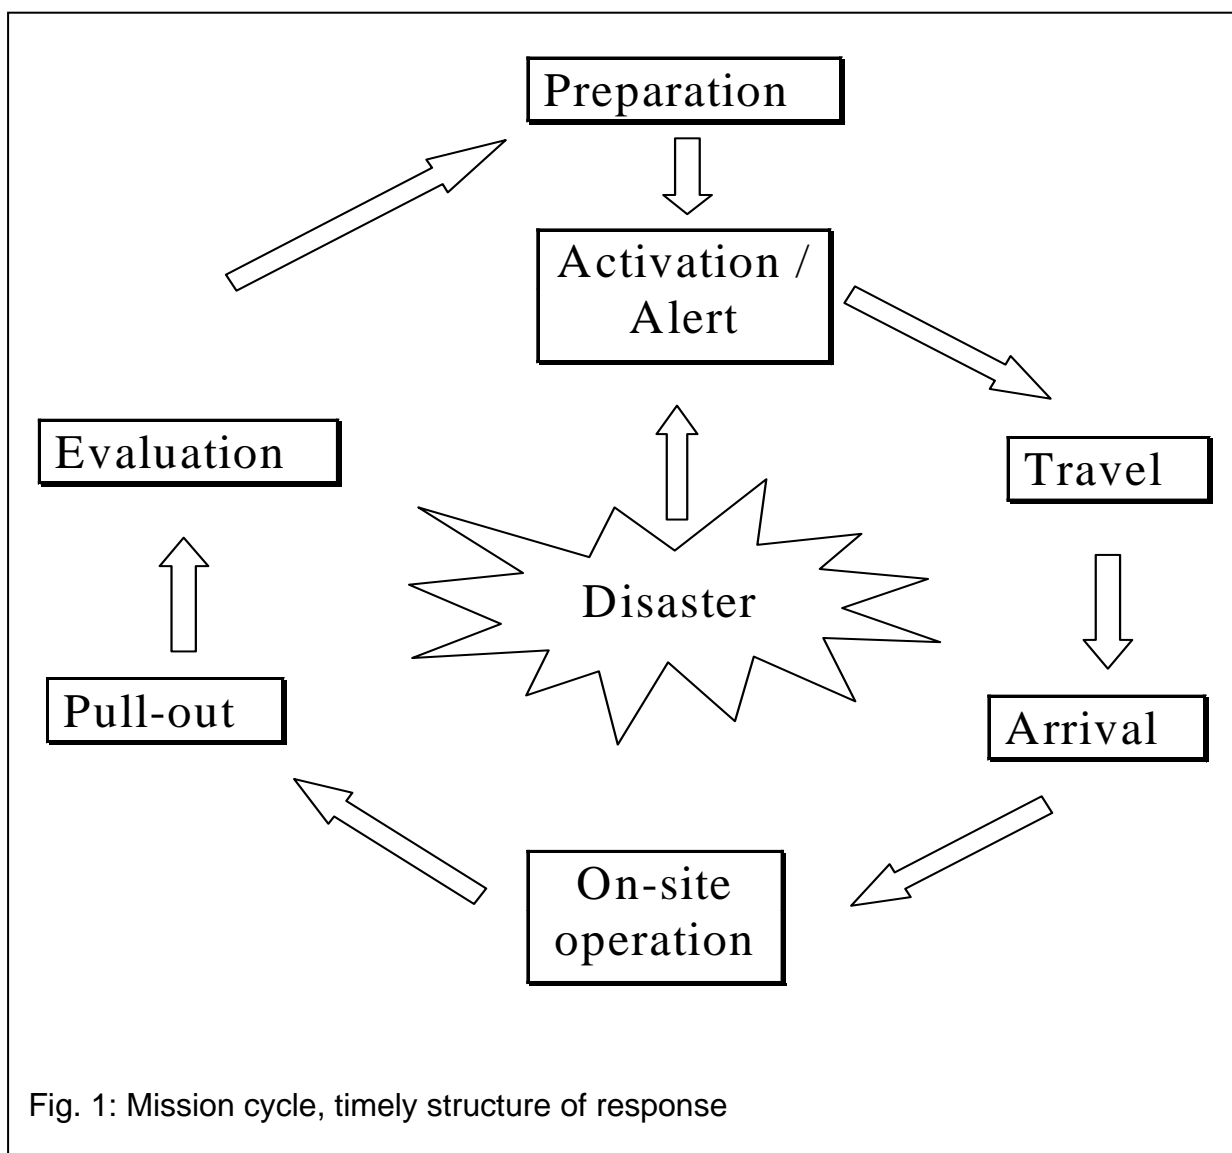 Preparation
Activation /
Alert
Evaluation
Travel
Disaster
Pull-out
Arrival
On-site
operation
Fig. 1: Mission cycle, timely structure of response